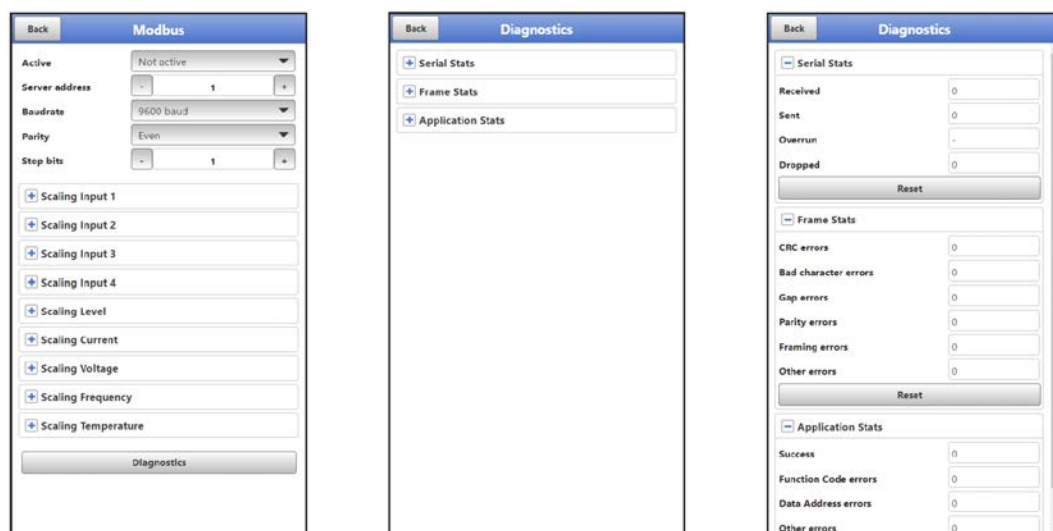 Back
Modbus
Active
Not active
Server address
-
1
+
Baudrate
9600 baud
Parity
Even
Stop bits
-
1
+
+ Scaling Input 1
+ Scaling Input 2
+ Scaling Input 3
+ Scaling Input 4
+ Scaling Level
+ Scaling Current
+ Scaling Voltage
+ Scaling Frequency
+ Scaling Temperature
Diagnostics
Back
Diagnostics
+ Serial Stats
+ Frame Stats
+ Application Stats
Back
Diagnostics
- Serial Stats
Received
0
Sent
0
Overrun
-
Dropped
0
Reset
- Frame Stats
CRC errors
0
Bad character errors
0
Gap errors
0
Parity errors
0
Framing errors
0
Other errors
0
Reset
- Application Stats
Success
0
Function Code errors
0
Data Address errors
0
Other errors
0